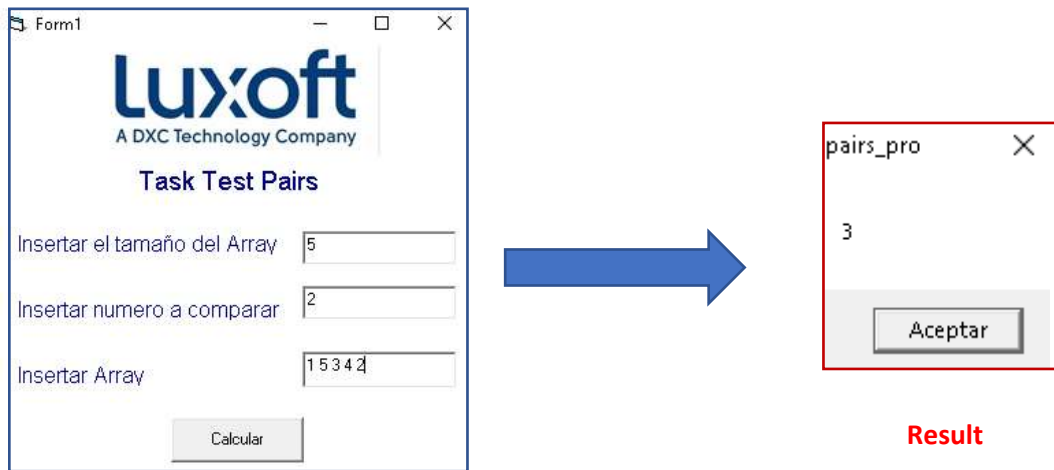 Form1
Luxoft
A DXC Technology Company
Task Test Pairs
Insertar el tamaño del Array
5
Insertar numero a comparar
2
Insertar Array
1 5 3 4 2
Calcular
pairs_pro
3
Aceptar
Result